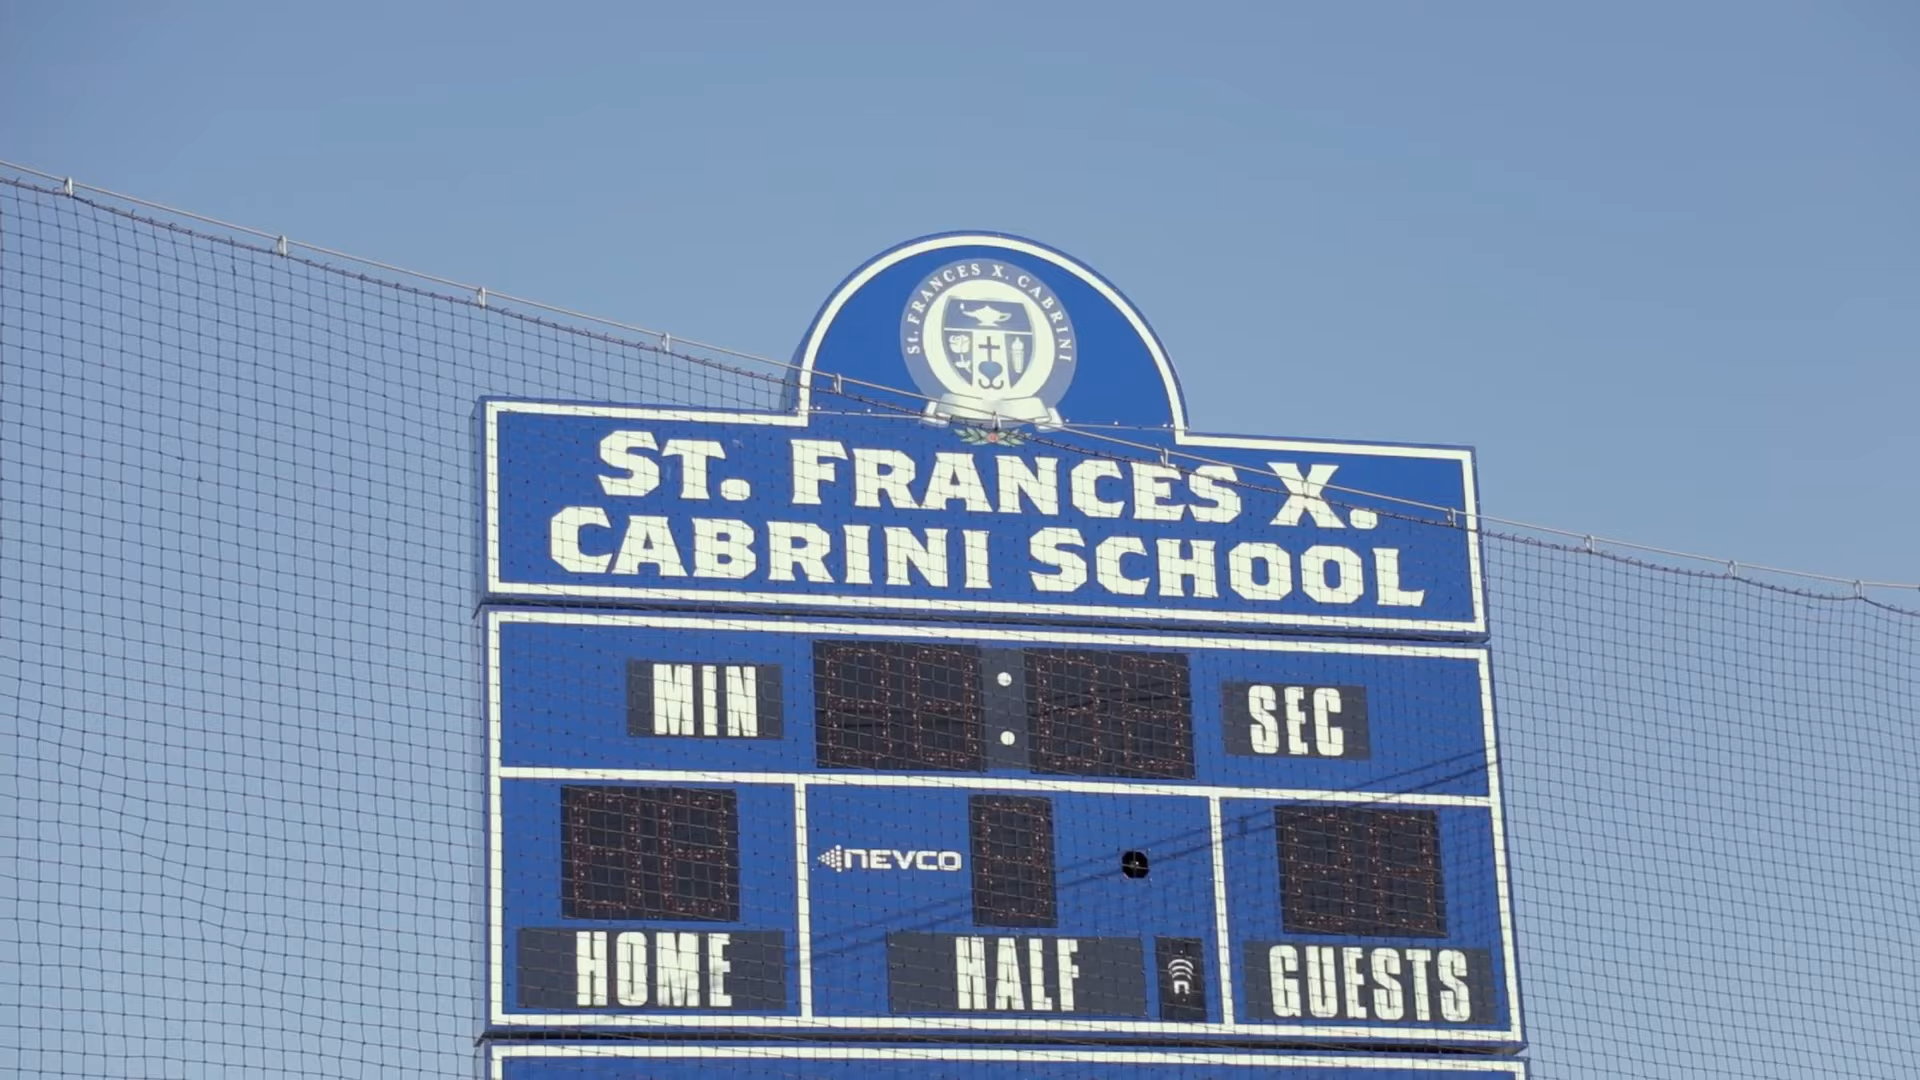 ST. FRANCES X. CABRINI
ST. FRANCES X.
CABRINI SCHOOL
MIN : SEC
NEVCO
HOME HALF GUESTS